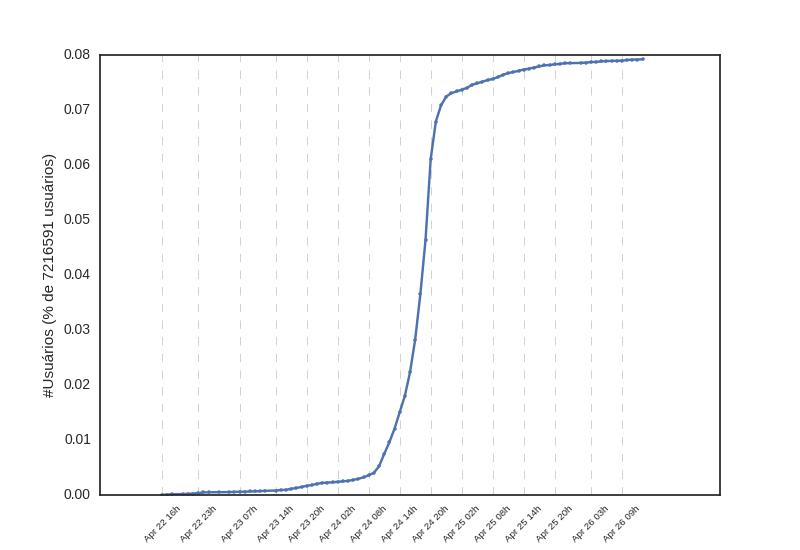 0.08
0.07
0.06
0.05
0.04
0.03
0.02
0.01
0.00
#Usuários (% de 7216591 usuários)
Apr 22 16h
Apr 22 23h
Apr 23 07h
Apr 23 14h
Apr 23 20h
Apr 24 02h
Apr 24 08h
Apr 24 14h
Apr 24 20h
Apr 25 02h
Apr 25 08h
Apr 25 14h
Apr 25 20h
Apr 26 03h
Apr 26 09h